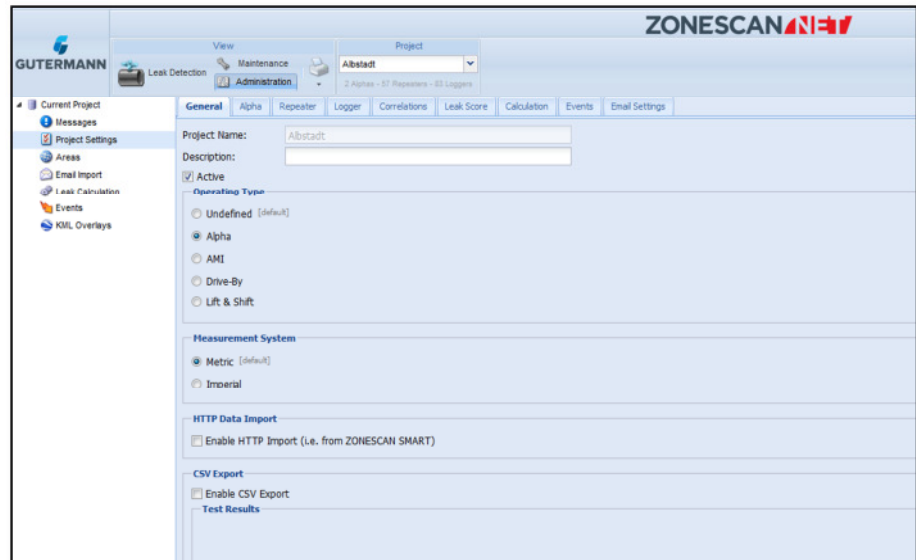 ZONESCAN.NET
GUTERMANN
View
Project
Leak Detection
Maintenance
Administration
Albstadt
2 Alphas - 57 Repeaters - 83 Loggers
Current Project
Messages
Project Settings
Areas
Email Import
Leak Calculation
Events
KML Overlays
General Alpha Repeater Logger Correlations Leak Score Calculation Events Email Settings
Project Name: Albstadt
Description:
Active
Operating Type
Undefined [default]
Alpha
AMI
Drive-By
Lift & Shift
Measurement System
Metric [default]
Imperial
HTTP Data Import
Enable HTTP Import (i.e. from ZONESCAN SMART)
CSV Export
Enable CSV Export
Test Results